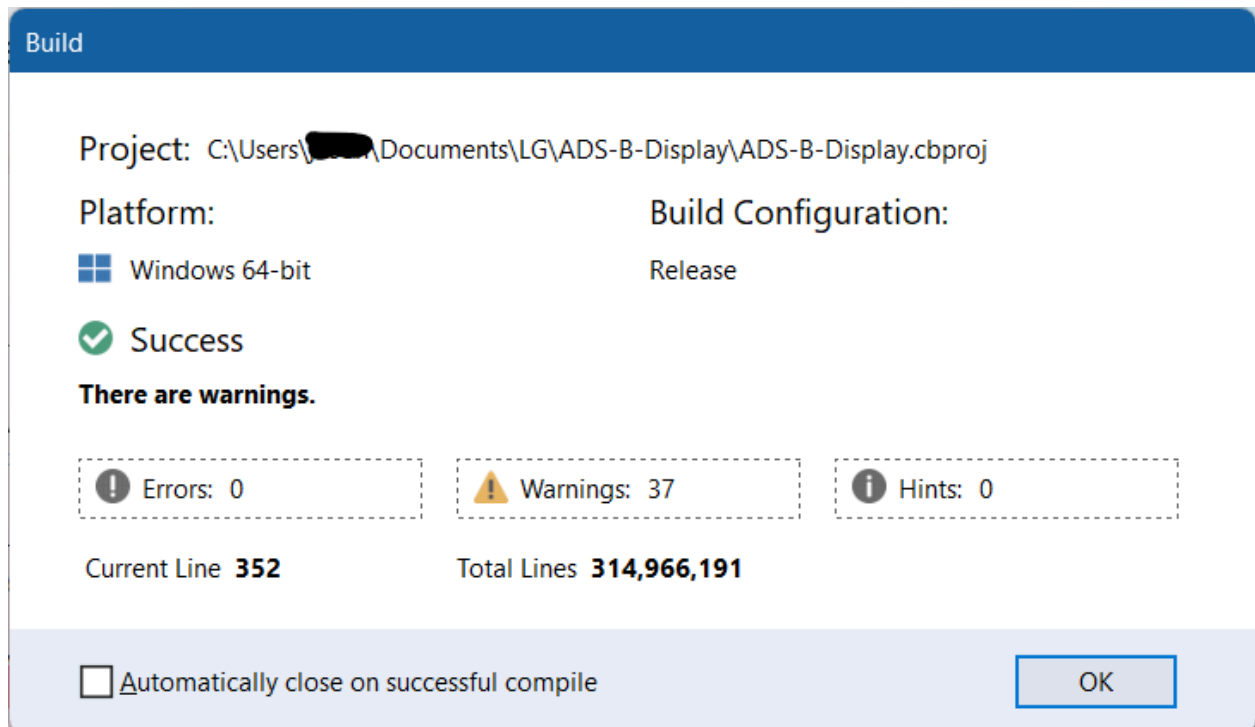 Build
Project: C:\Users\\Documents\LG\ADS-B-Display\ADS-B-Display.cbproj
Platform: Build Configuration:
Windows 64-bit Release
Success
There are warnings.
Errors: 0 Warnings: 37 Hints: 0
Current Line 352 Total Lines 314,966,191
Automatically close on successful compile OK